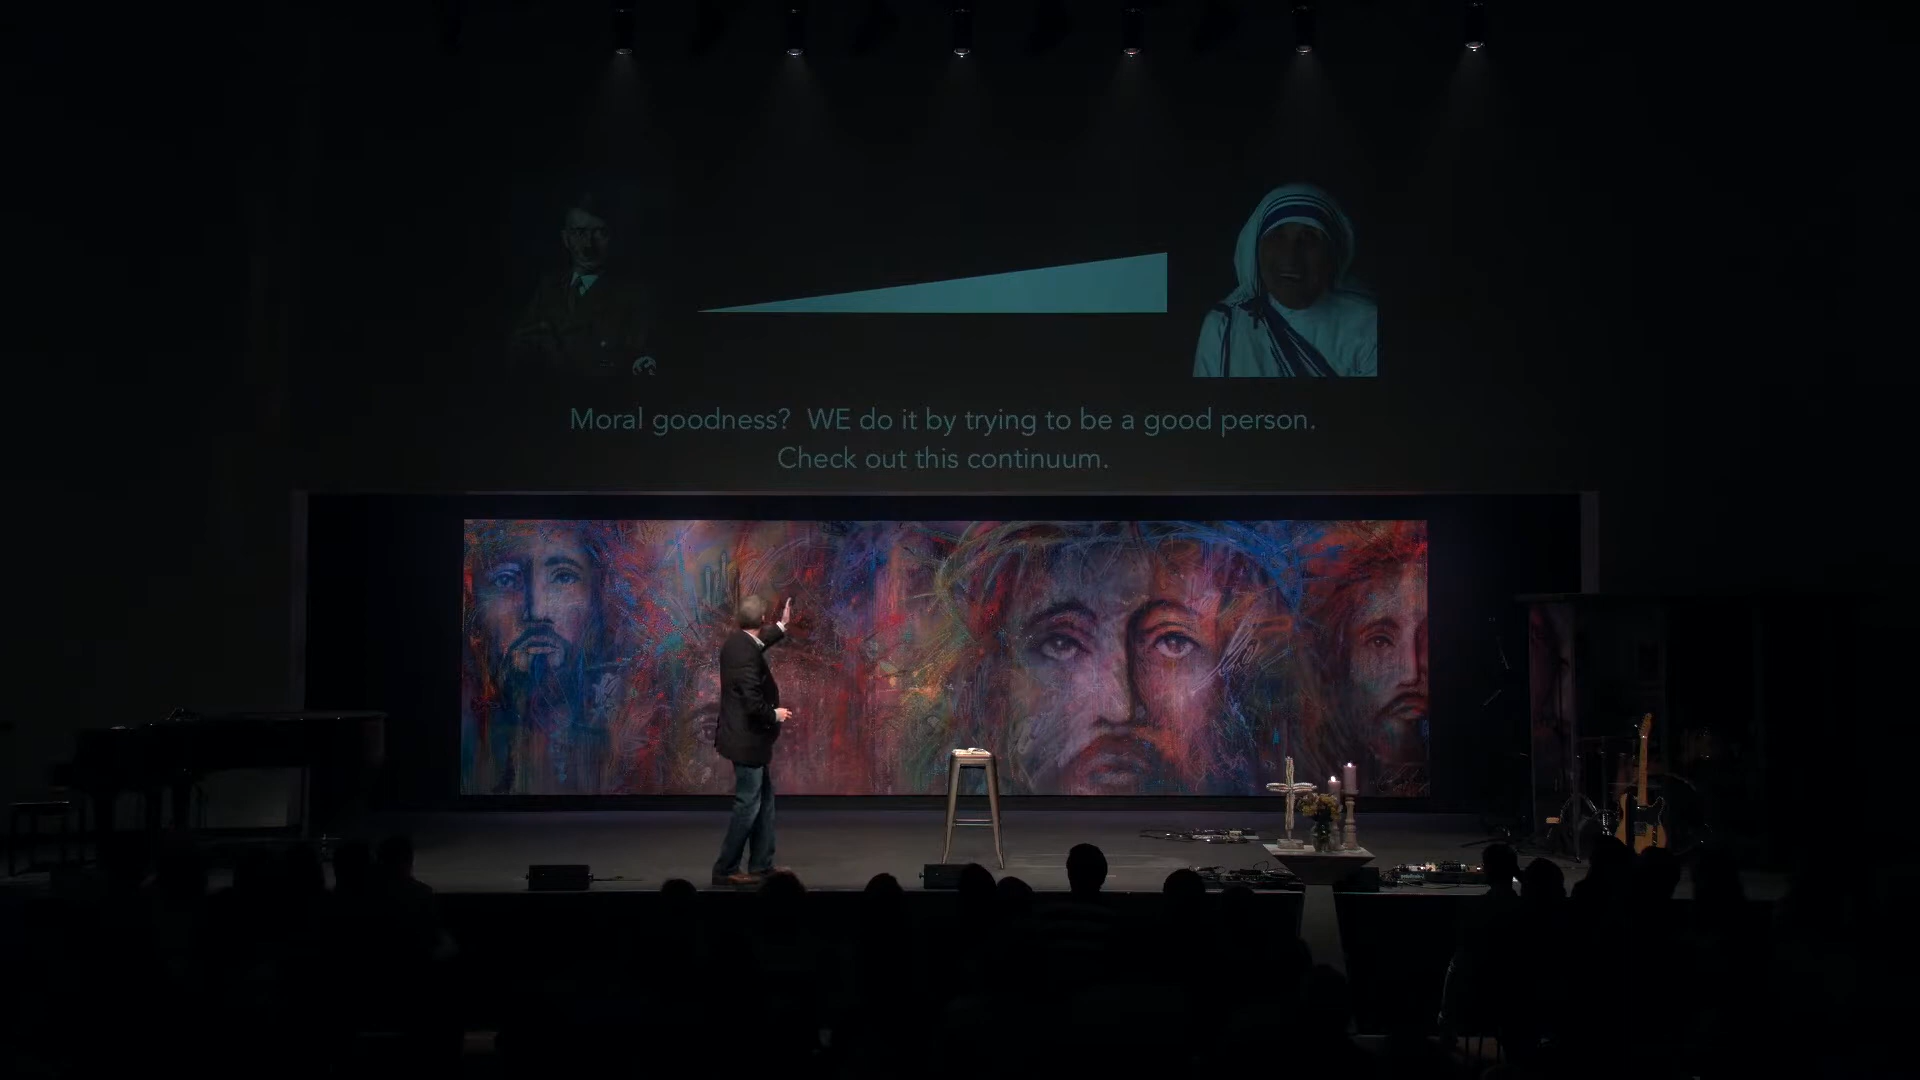 Moral goodness?  WE do it by trying to be a good person.
Check out this continuum.